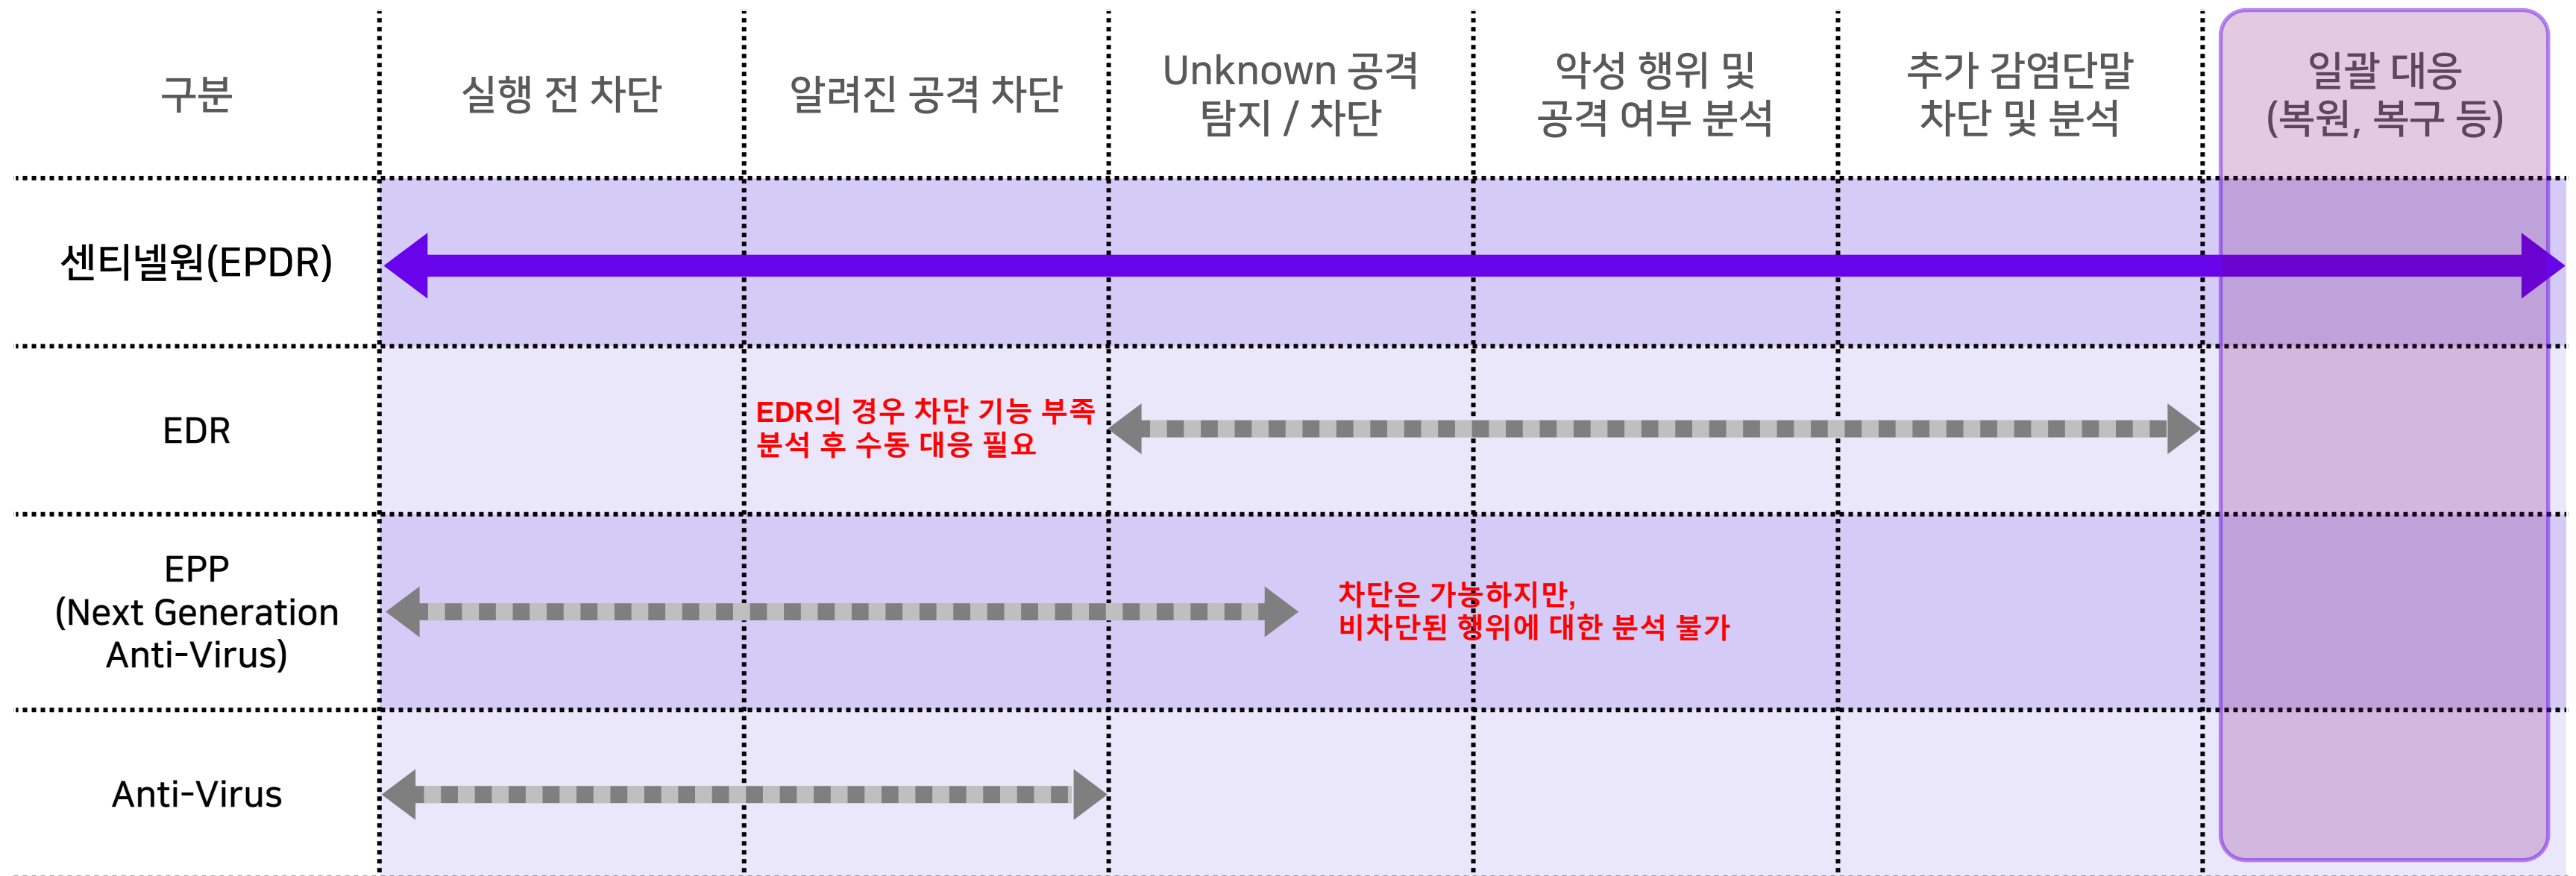 구분
실행 전 차단
알려진 공격 차단
Unknown 공격
탐지 / 차단
악성 행위 및
공격 여부 분석
추가 감염단말
차단 및 분석
일괄 대응
(복원, 복구 등)
센티넬원(EPDR)
EDR
EDR의 경우 차단 기능 부족
분석 후 수동 대응 필요
EPP
(Next Generation
Anti-Virus)
차단은 가능하지만,
비차단된 행위에 대한 분석 불가
Anti-Virus